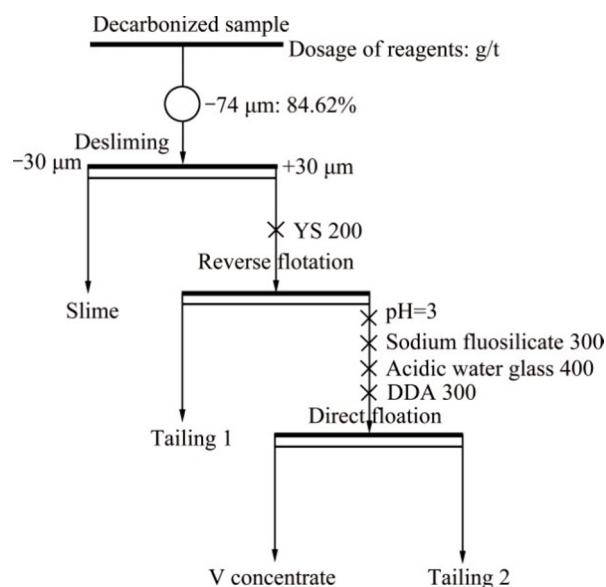 Decarbonized sample
Dosage of reagents: g/t
−74 μm: 84.62%
Desliming
−30 μm
+30 μm
YS 200
Reverse flotation
Slime
pH=3
Sodium fluosilicate 300
Acidic water glass 400
DDA 300
Direct floation
Tailing 1
V concentrate
Tailing 2